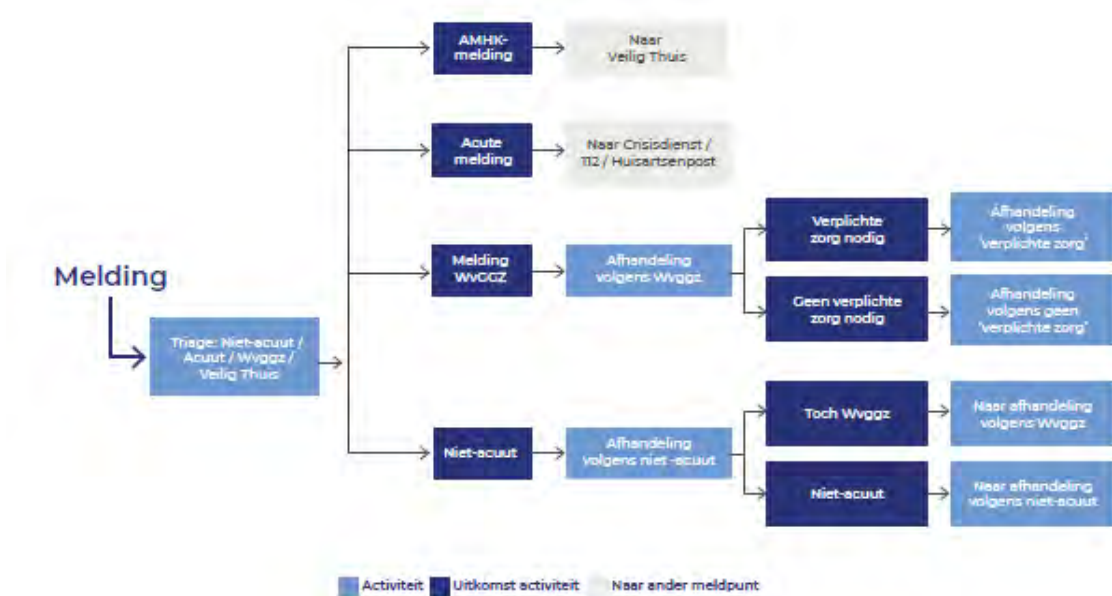 AMHK-
melding
Naar
Veilig Thuis
Acute
melding
Naar Crisisdienst /
112 / Huisartsenpost
Melding
Triage: Niet-acuut /
Acuut / Wvggz /
Veilig Thuis
Melding
WvGGZ
Afhandeling
volgens Wvggz
Verplichte
zorg nodig
Afhandeling
volgens
'verplichte zorg'
Geen verplichte
zorg nodig
Afhandeling
volgens geen
'verplichte zorg'
Niet-acuut
Afhandeling
volgens niet -acuut
Toch Wvggz
Naar afhandeling
volgens Wvggz
Niet-acuut
Naar afhandeling
volgens niet-acuut
Activiteit
Uitkomst activiteit
Naar ander meldpunt